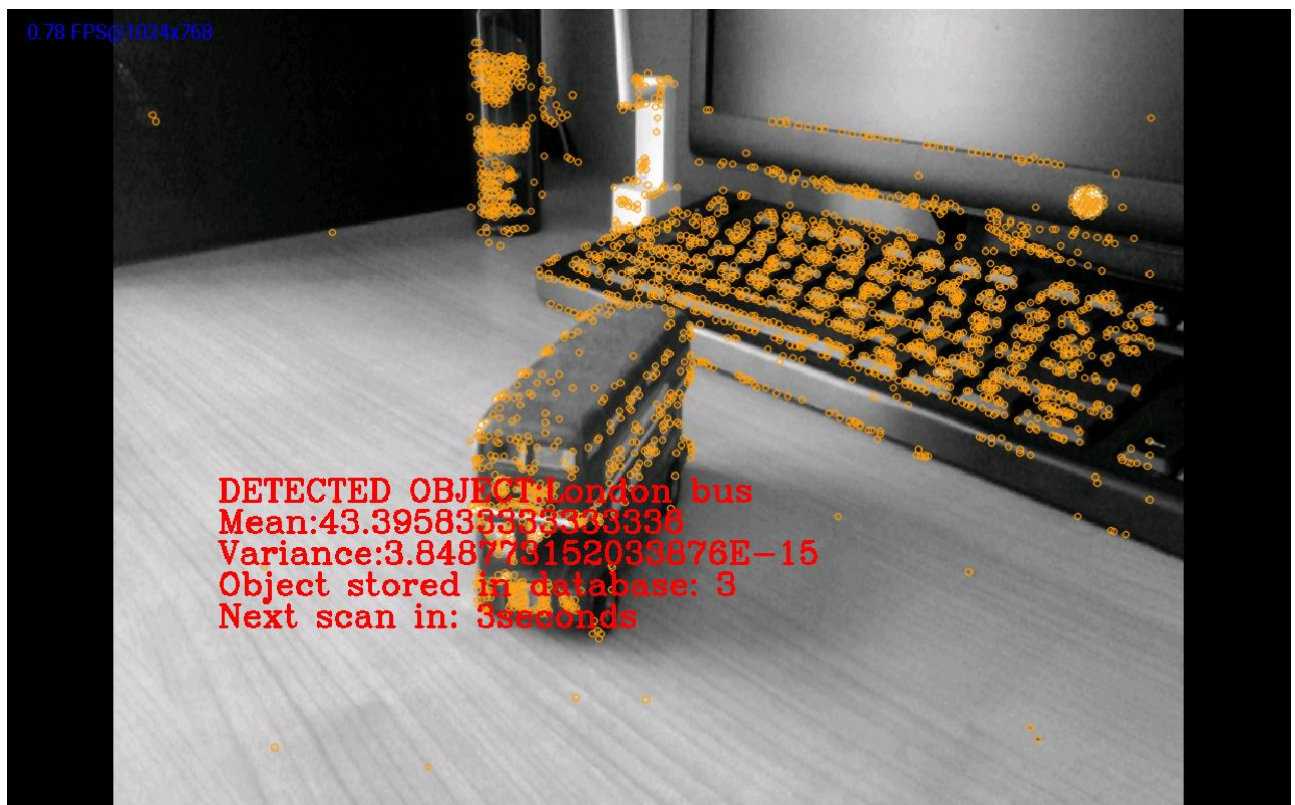 0.78 FPS@1024x768
DETECTED OBJECT:London bus
Mean:43.395833333333336
Variance:3.848773152033876E-15
Object stored in database: 3
Next scan in: 3seconds